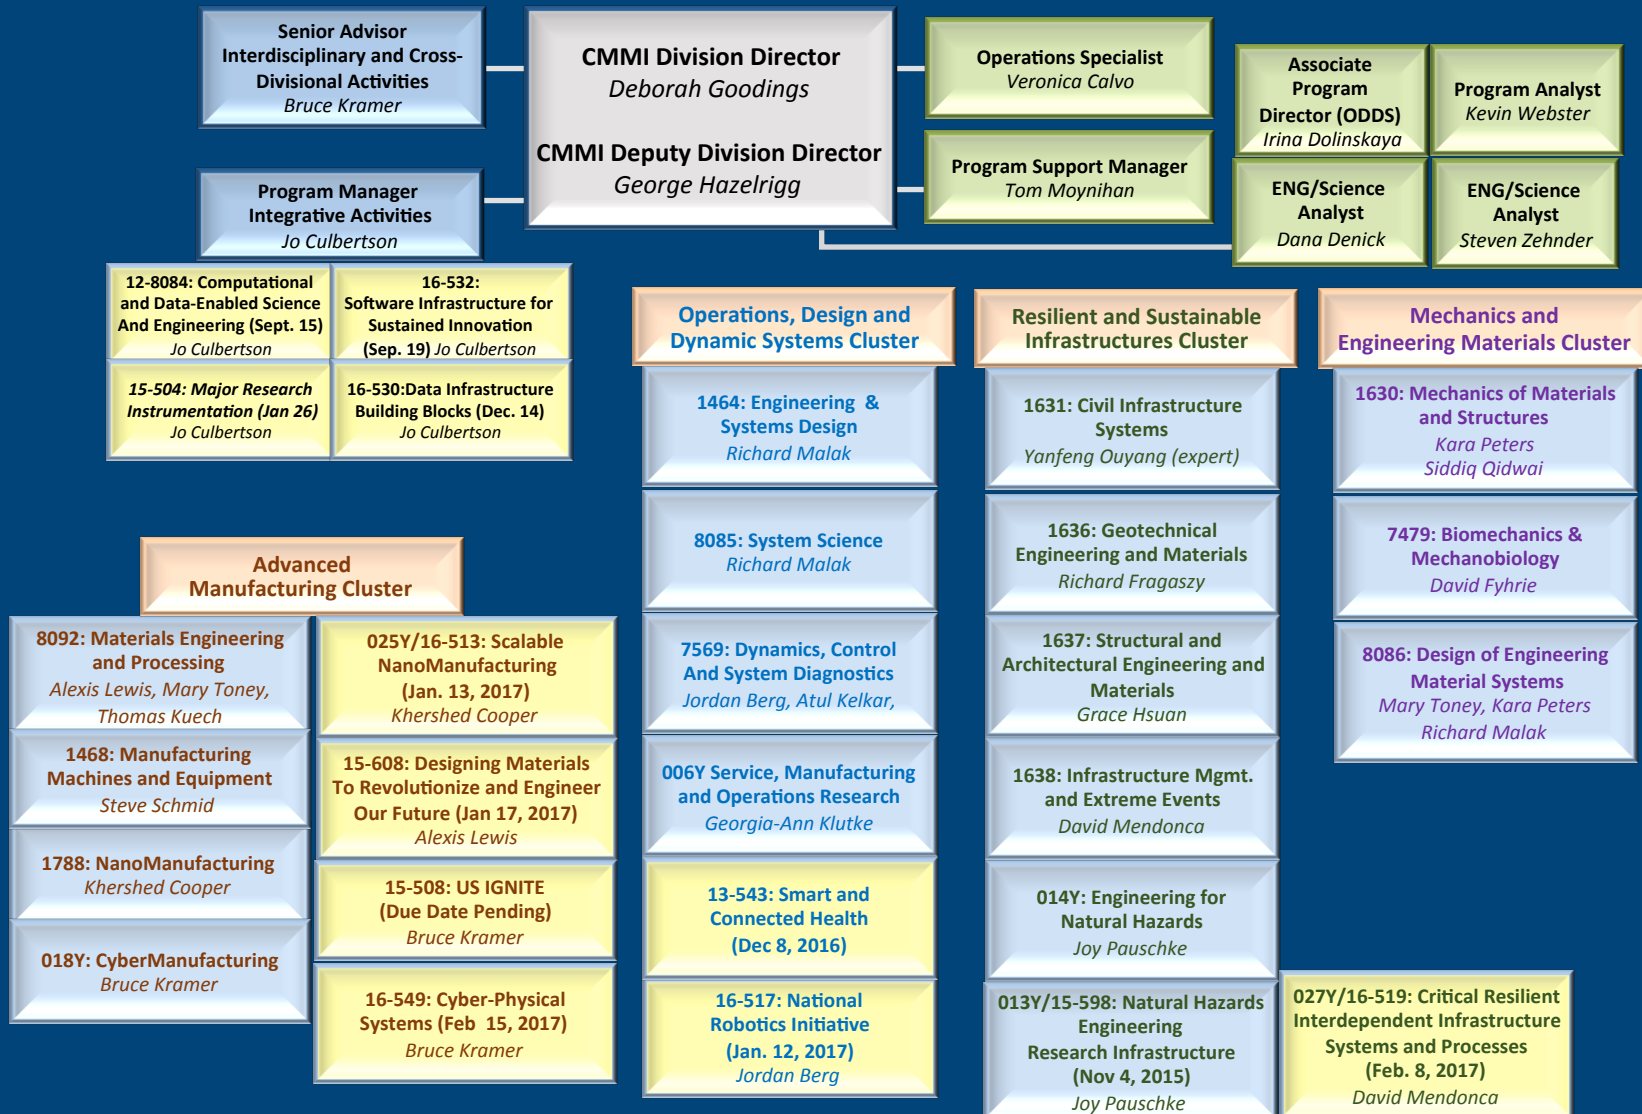 Senior Advisor
Interdisciplinary and Cross-
Divisional Activities
Bruce Kramer
CMMI Division Director
Deborah Goodings
CMMI Deputy Division Director
George Hazelrigg
Operations Specialist
Veronica Calvo
Program Support Manager
Tom Moynihan
Associate
Program
Director (ODDS)
Irina Dolinskaya
Program Analyst
Kevin Webster
ENG/Science
Analyst
Dana Denick
ENG/Science
Analyst
Steven Zehnder
Program Manager
Integrative Activities
Jo Culbertson
12-8084: Computational
and Data-Enabled Science
And Engineering (Sept. 15)
Jo Culbertson
16-532:
Software Infrastructure for
Sustained Innovation
(Sep. 19) Jo Culbertson
15-504: Major Research
Instrumentation (Jan 26)
Jo Culbertson
16-530:Data Infrastructure
Building Blocks (Dec. 14)
Jo Culbertson
Advanced
Manufacturing Cluster
8092: Materials Engineering
and Processing
Alexis Lewis, Mary Toney,
Thomas Kuech
1468: Manufacturing
Machines and Equipment
Steve Schmid
1788: NanoManufacturing
Khershed Cooper
018Y: CyberManufacturing
Bruce Kramer
025Y/16-513: Scalable
NanoManufacturing
(Jan. 13, 2017)
Khershed Cooper
15-608: Designing Materials
To Revolutionize and Engineer
Our Future (Jan 17, 2017)
Alexis Lewis
15-508: US IGNITE
(Due Date Pending)
Bruce Kramer
16-549: Cyber-Physical
Systems (Feb 15, 2017)
Bruce Kramer
Operations, Design and
Dynamic Systems Cluster
1464: Engineering &
Systems Design
Richard Malak
8085: System Science
Richard Malak
7569: Dynamics, Control
And System Diagnostics
Jordan Berg, Atul Kelkar,
006Y Service, Manufacturing
and Operations Research
Georgia-Ann Klutke
13-543: Smart and
Connected Health
(Dec 8, 2016)
16-517: National
Robotics Initiative
(Jan. 12, 2017)
Jordan Berg
Resilient and Sustainable
Infrastructures Cluster
1631: Civil Infrastructure
Systems
Yanfeng Ouyang (expert)
1636: Geotechnical
Engineering and Materials
Richard Fragaszy
1637: Structural and
Architectural Engineering and
Materials
Grace Hsuan
1638: Infrastructure Mgmt.
and Extreme Events
David Mendonca
014Y: Engineering for
Natural Hazards
Joy Pauschke
013Y/15-598: Natural Hazards
Engineering
Research Infrastructure
(Nov 4, 2015)
Joy Pauschke
027Y/16-519: Critical Resilient
Interdependent Infrastructure
Systems and Processes
(Feb. 8, 2017)
David Mendonca
Mechanics and
Engineering Materials Cluster
1630: Mechanics of Materials
and Structures
Kara Peters
Siddiq Qidwai
7479: Biomechanics &
Mechanobiology
David Fyhrie
8086: Design of Engineering
Material Systems
Mary Toney, Kara Peters
Richard Malak